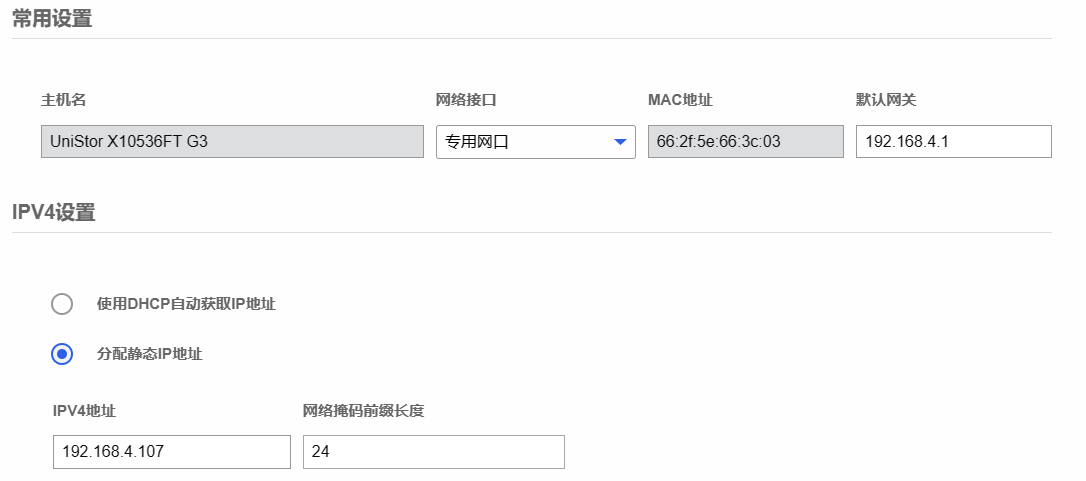 常用设置
主机名 网络接口 MAC地址 默认网关
UniStor X10536FT G3 专用网口 66:2f:5e:66:3c:03 192.168.4.1
IPV4设置
使用DHCP自动获取IP地址
分配静态IP地址
IPV4地址 网络掩码前缀长度
192.168.4.107 24